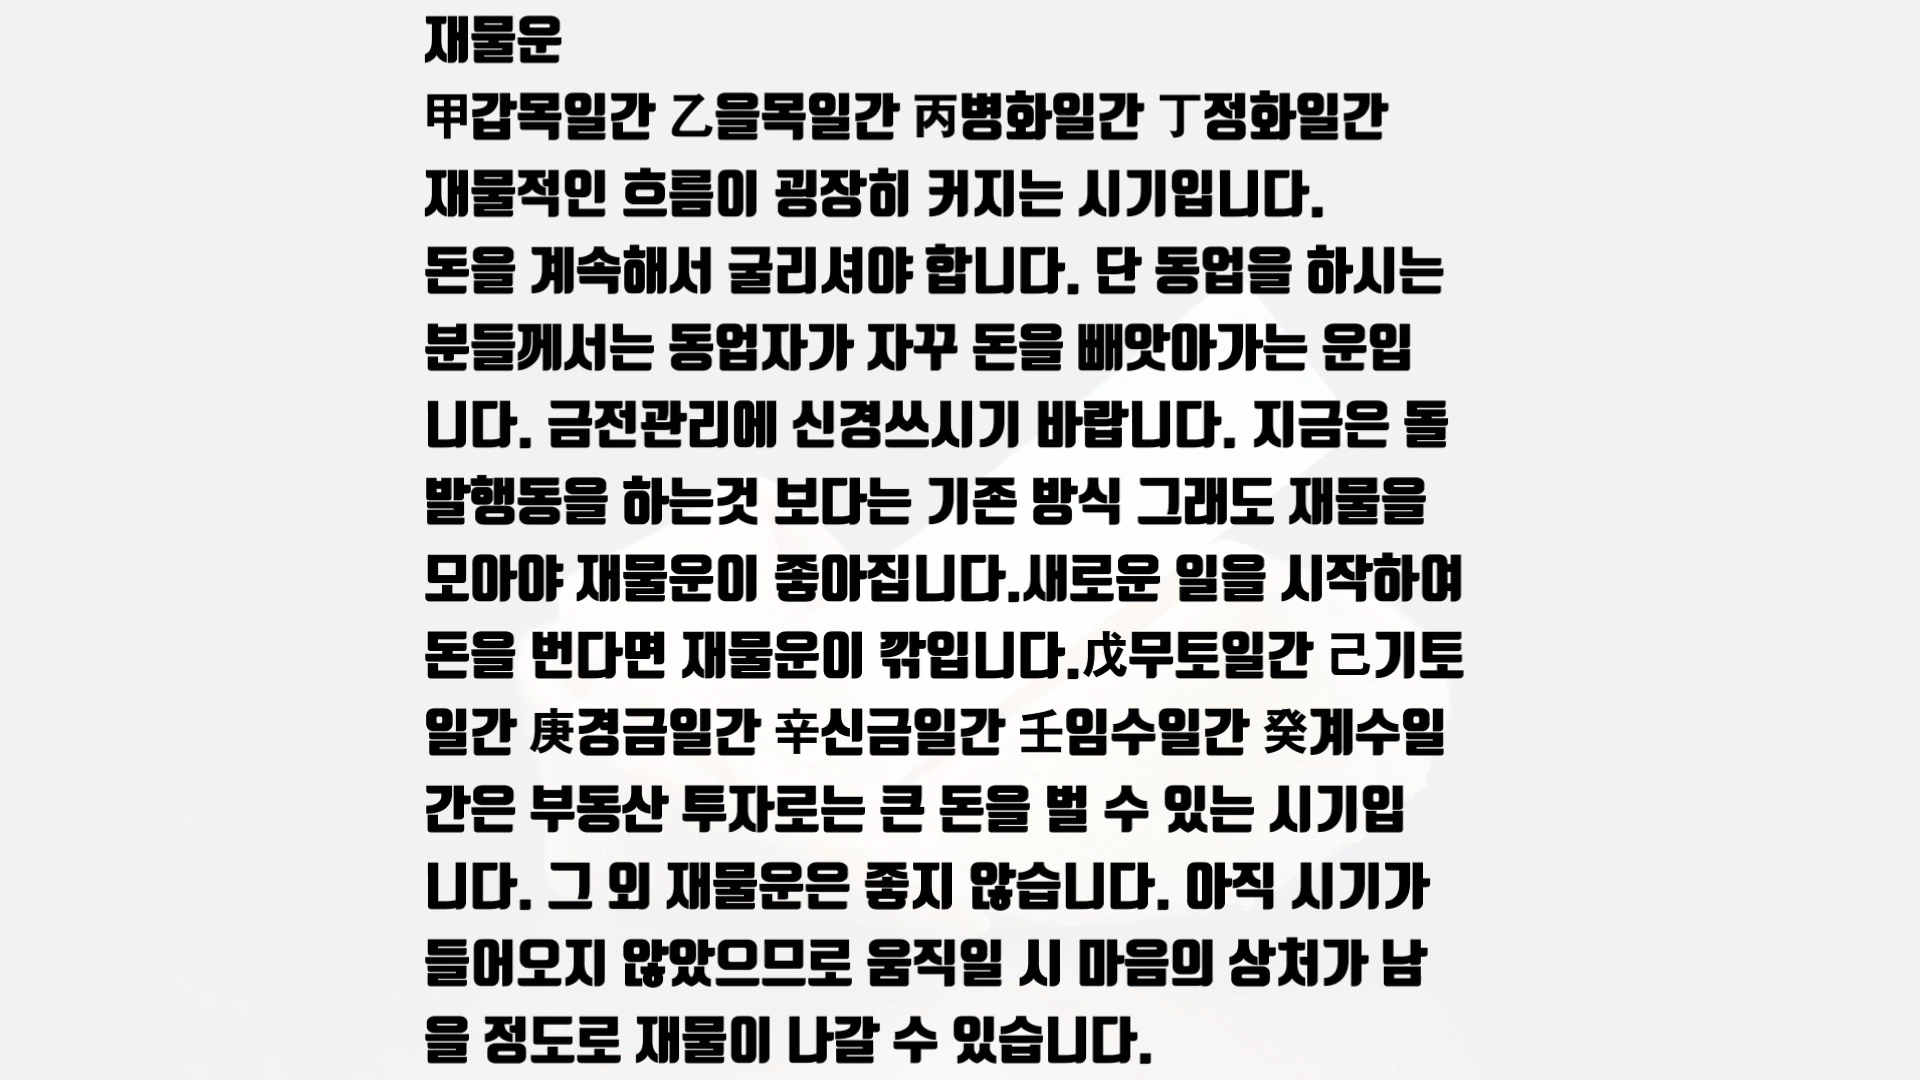 재물운
甲갑목일간 乙을목일간 丙병화일간 丁정화일간
재물적인 흐름이 굉장히 커지는 시기입니다.
돈을 계속해서 굴리셔야 합니다. 단 동업을 하시는
분들께서는 동업자가 자꾸 돈을 빼앗아가는 운입
니다. 금전관리에 신경쓰시기 바랍니다. 지금은 돌
발행동을 하는것 보다는 기존 방식 그래도 재물을
모아야 재물운이 좋아집니다.새로운 일을 시작하여
돈을 번다면 재물운이 깎입니다.戊무토일간 己기토
일간 庚경금일간 辛신금일간 壬임수일간 癸계수일
간은 부동산 투자로는 큰 돈을 벌 수 있는 시기입
니다. 그 외 재물운은 좋지 않습니다. 아직 시기가
들어오지 않았으므로 움직일 시 마음의 상처가 남
을 정도로 재물이 나갈 수 있습니다.